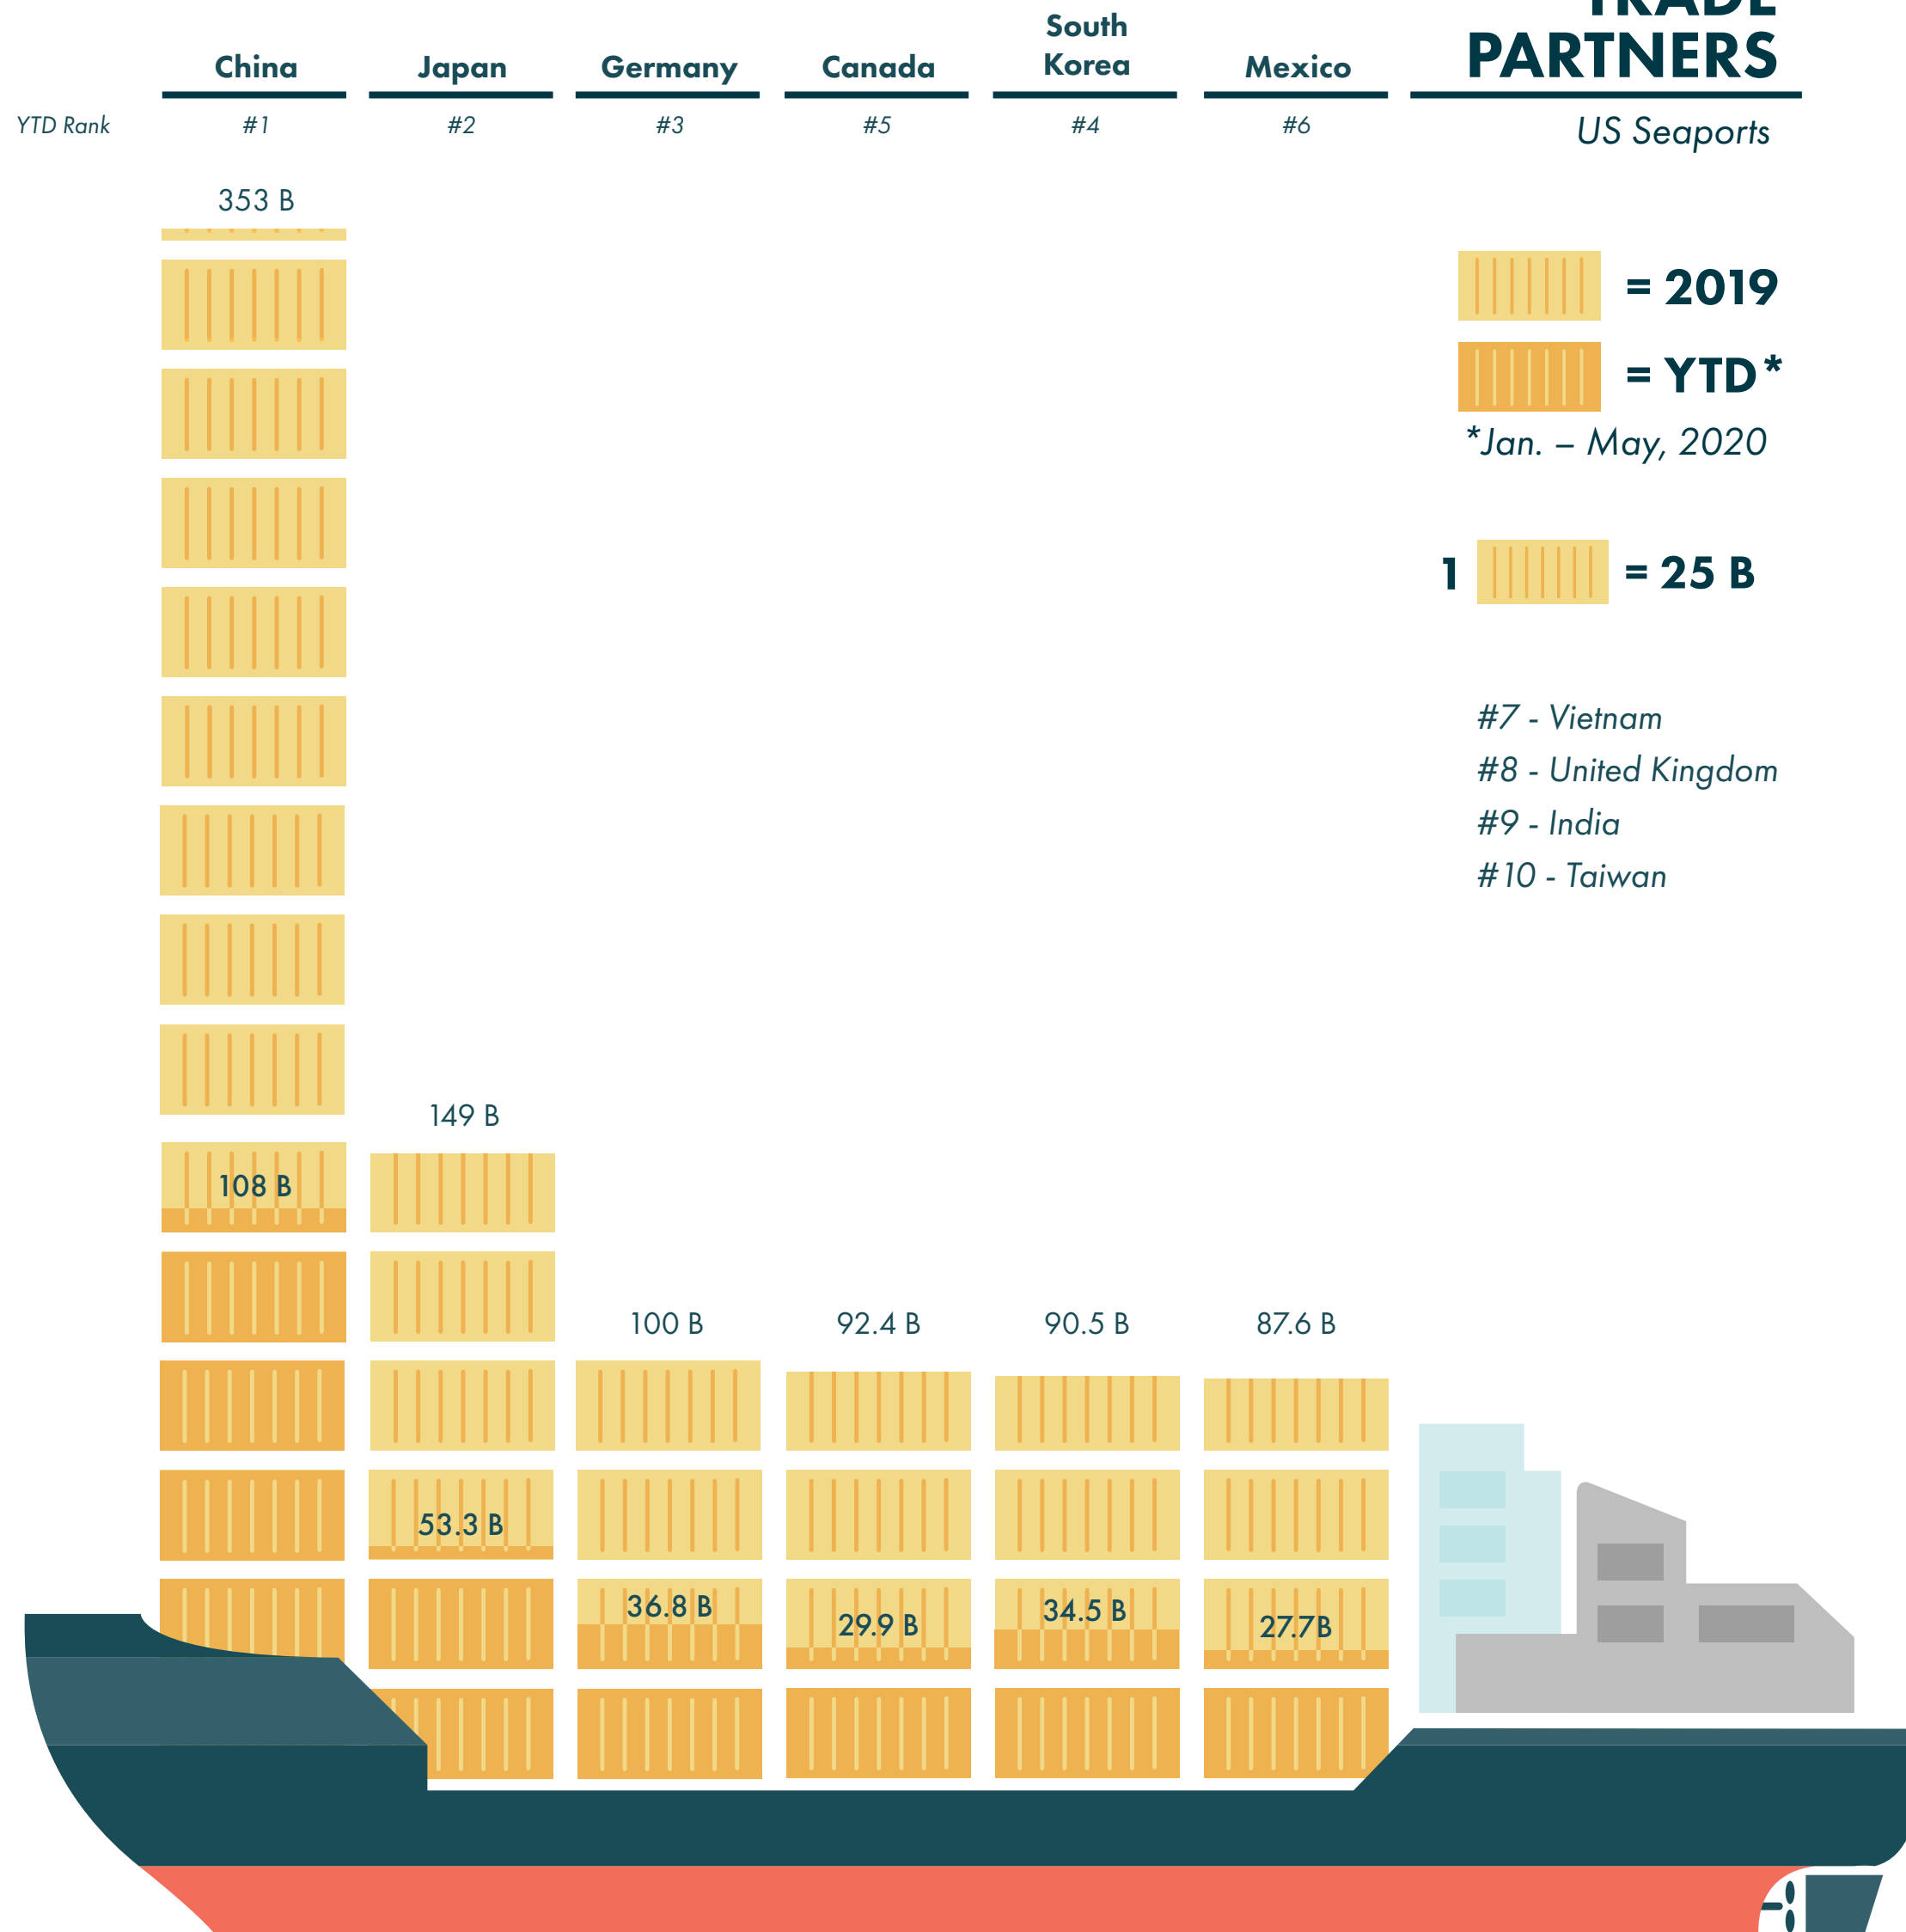 TRADE
PARTNERS
US Seaports
China
Japan
Germany
Canada
South
Korea
Mexico
YTD Rank
#1
#2
#3
#5
#4
#6
353 B
= 2019
= YTD*
*Jan. – May, 2020
1 = 25 B
#7 - Vietnam
#8 - United Kingdom
#9 - India
#10 - Taiwan
149 B
108 B
100 B
92.4 B
90.5 B
87.6 B
53.3 B
36.8 B
29.9 B
34.5 B
27.7B